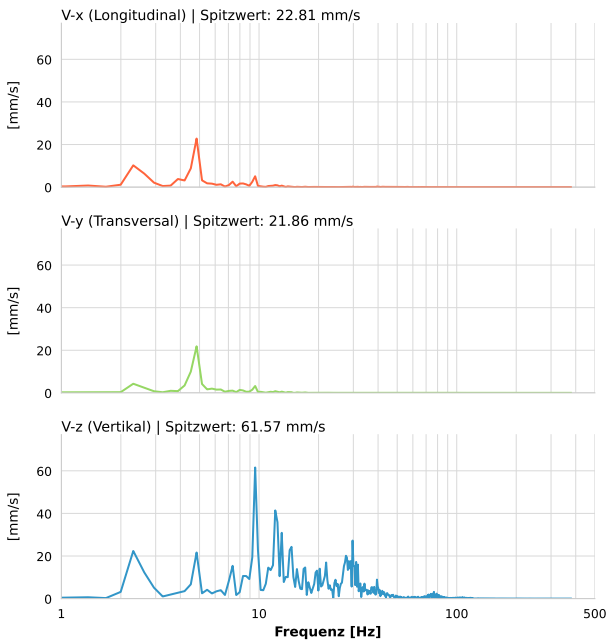 V-x (Longitudinal) | Spitzwert: 22.81 mm/s
60
40
20
0
[mm/s]
V-y (Transversal) | Spitzwert: 21.86 mm/s
60
40
20
0
[mm/s]
V-z (Vertikal) | Spitzwert: 61.57 mm/s
60
40
20
0
[mm/s]
1 10 100 500
Frequenz [Hz]